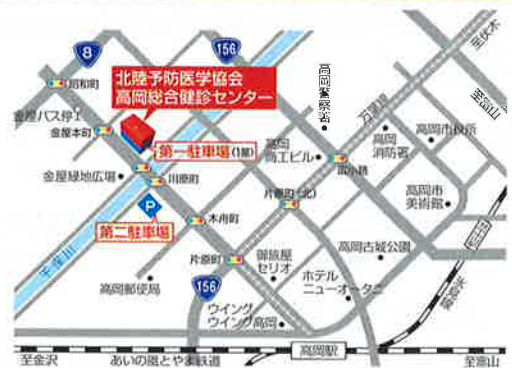 8
156
至伏木
昭和町
北陸予防医学協会
高岡総合健診センター
高岡警察署
至富山
金屋バス停
金屋本町
第一駐車場(1階)
高岡
商工ビル
万葉線
高岡
消防署
高岡市役所
広小路
金屋緑地広場
川原町
P
片原町(北)
高岡市
美術館
第二駐車場
木舟町
千保川
片原町
御旅屋
セリオ
高岡古城公園
高岡郵便局
156
ホテル
ニューオータニ
ウイング
ウイング高岡
氷見線
至金沢
あいの風とやま鉄道
高岡駅
至富山